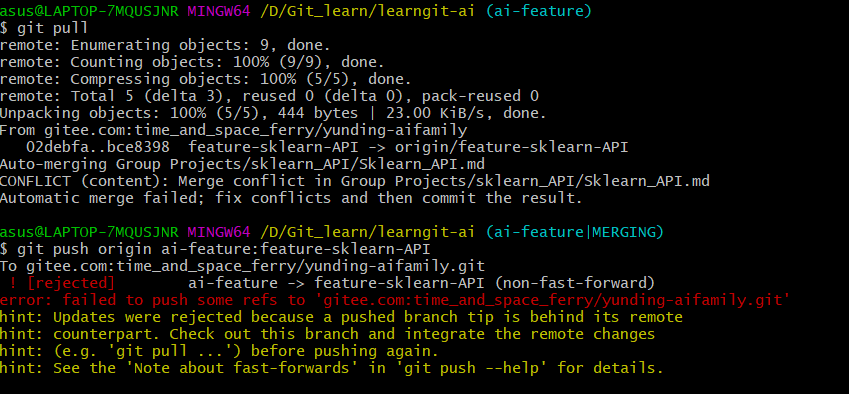 asus@LAPTOP-7MQUSJNR MINGW64 /D/Git_learn/learngit-ai (ai-feature)
$ git pull
remote: Enumerating objects: 9, done.
remote: Counting objects: 100% (9/9), done.
remote: Compressing objects: 100% (5/5), done.
remote: Total 5 (delta 3), reused 0 (delta 0), pack-reused 0
Unpacking objects: 100% (5/5), 444 bytes | 23.00 KiB/s, done.
From gitee.com:time_and_space_ferry/yunding-aifamily
   02debfa..bce8398  feature-sklearn-API -> origin/feature-sklearn-API
Auto-merging Group Projects/sklearn_API/Sklearn_API.md
CONFLICT (content): Merge conflict in Group Projects/sklearn_API/Sklearn_API.md
Automatic merge failed; fix conflicts and then commit the result.
asus@LAPTOP-7MQUSJNR MINGW64 /D/Git_learn/learngit-ai (ai-feature|MERGING)
$ git push origin ai-feature:feature-sklearn-API
To gitee.com:time_and_space_ferry/yunding-aifamily.git
 ! [rejected]        ai-feature -> feature-sklearn-API (non-fast-forward)
error: failed to push some refs to 'gitee.com:time_and_space_ferry/yunding-aifamily.git'
hint: Updates were rejected because a pushed branch tip is behind its remote
hint: counterpart. Check out this branch and integrate the remote changes
hint: (e.g. 'git pull ...') before pushing again.
hint: See the 'Note about fast-forwards' in 'git push --help' for details.